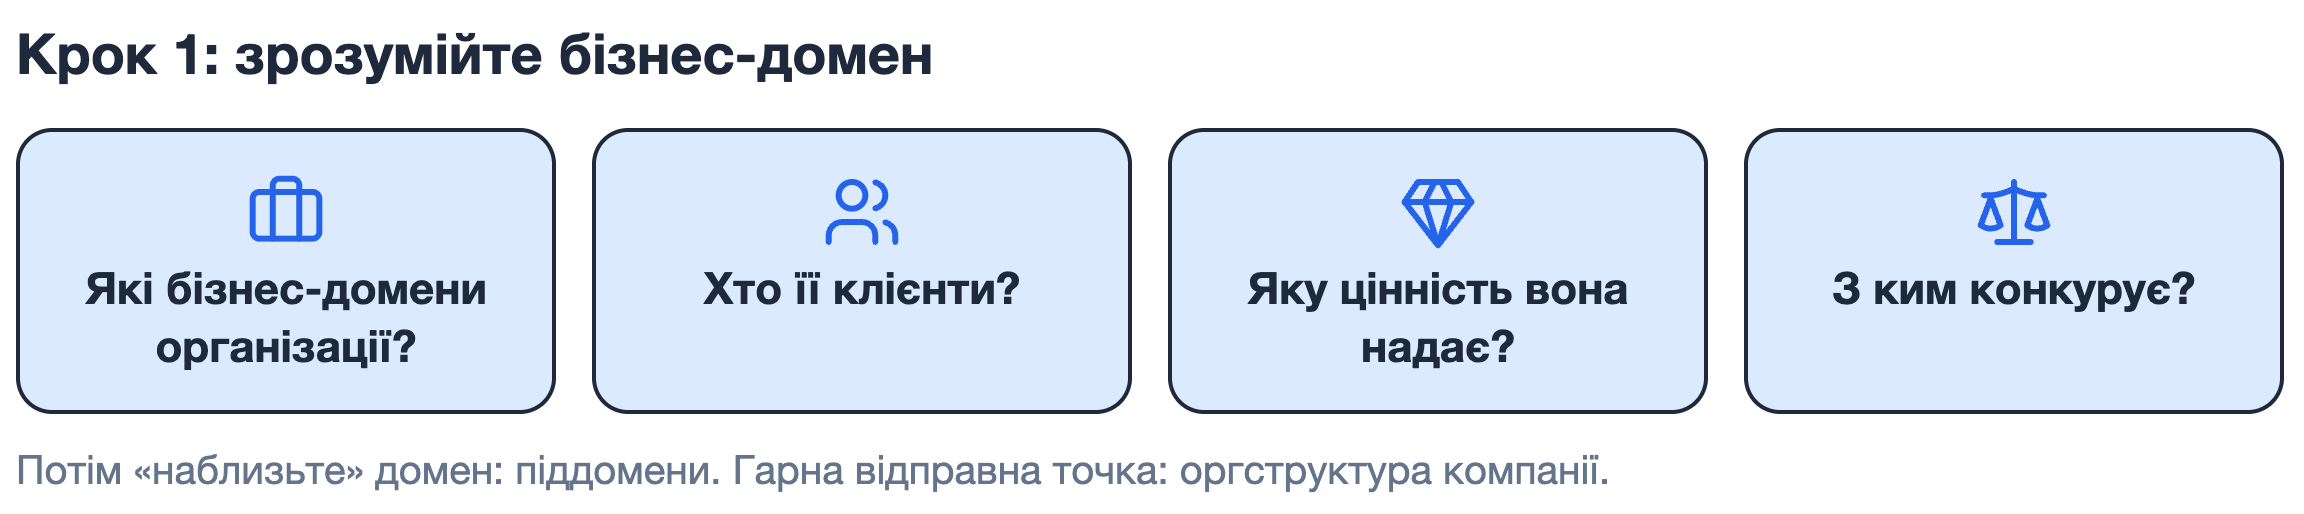 Крок 1: зрозумійте бізнес-домен
Які бізнес-домени
організації?
Хто її клієнти?
Яку цінність вона
надає?
З ким конкурує?
Потім «наблизьте» домен: піддомени. Гарна відправна точка: оргструктура компанії.